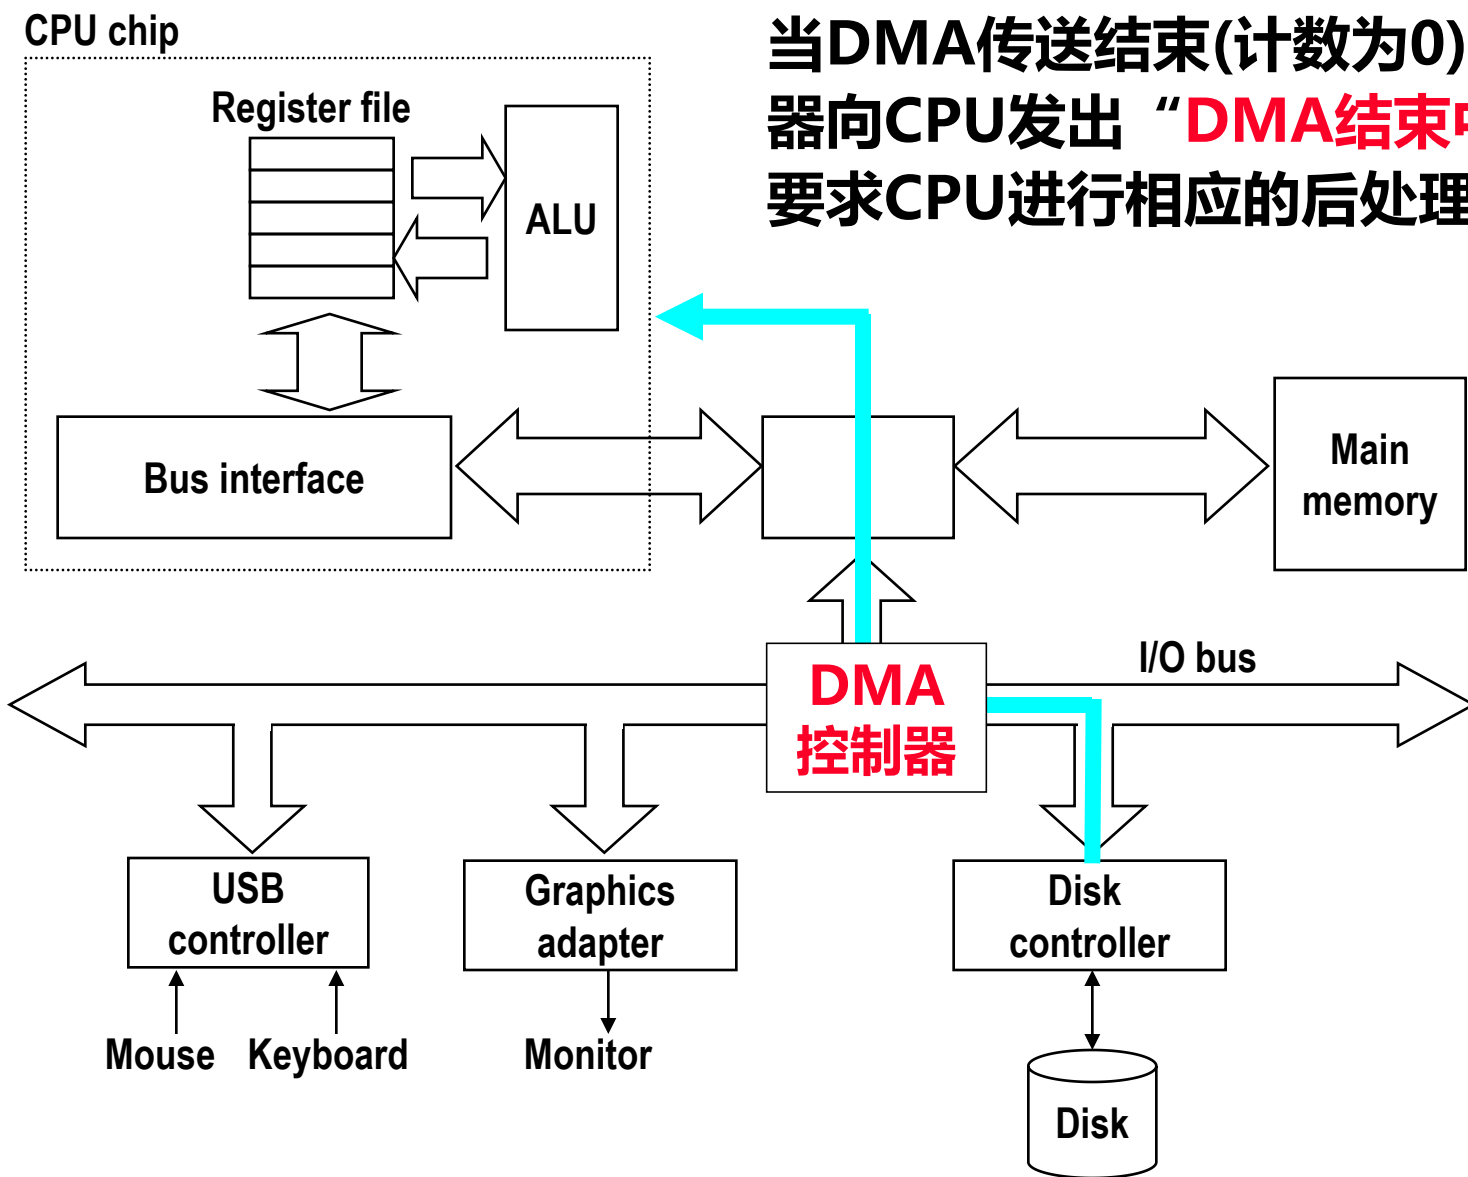 CPU chip
当DMA传送结束(计数为0)
器向CPU发出“DMA结束
要求CPU进行相应的后处理
Register file
ALU
Bus interface
Main
memory
I/O bus
DMA
控制器
USB
controller
Graphics
adapter
Disk
controller
Mouse
Keyboard
Monitor
Disk